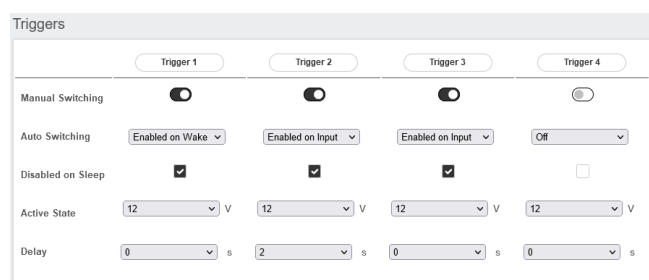 Triggers
Trigger 1 Trigger 2 Trigger 3 Trigger 4
Manual Switching
Auto Switching Enabled on Wake Enabled on Input Enabled on Input Off
Disabled on Sleep
Active State 12 V 12 V 12 V 12 V
Delay 0 s 2 s 0 s 0 s